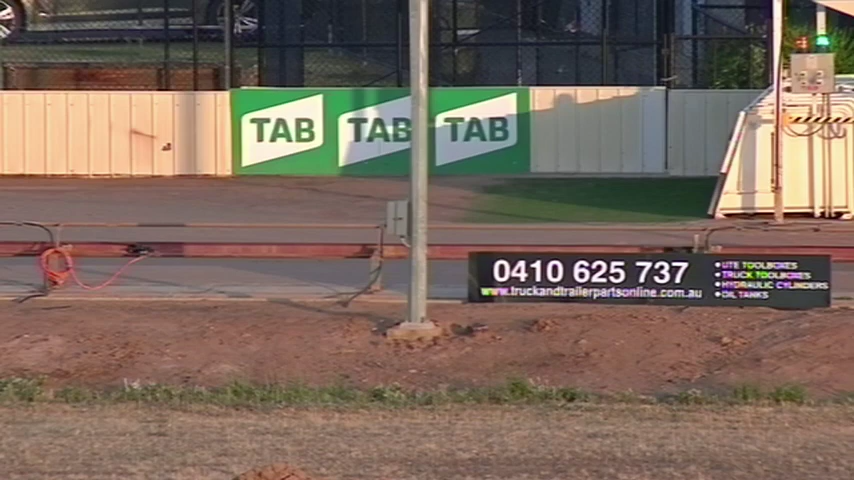 TAB TAB TAB
0410 625 737
www.truckandtrailerpartsonline.com.au
• UTE TOOLBOXES
• TRUCK TOOLBOXES
• HYDRAULIC CYLINDERS
• OIL TANKS